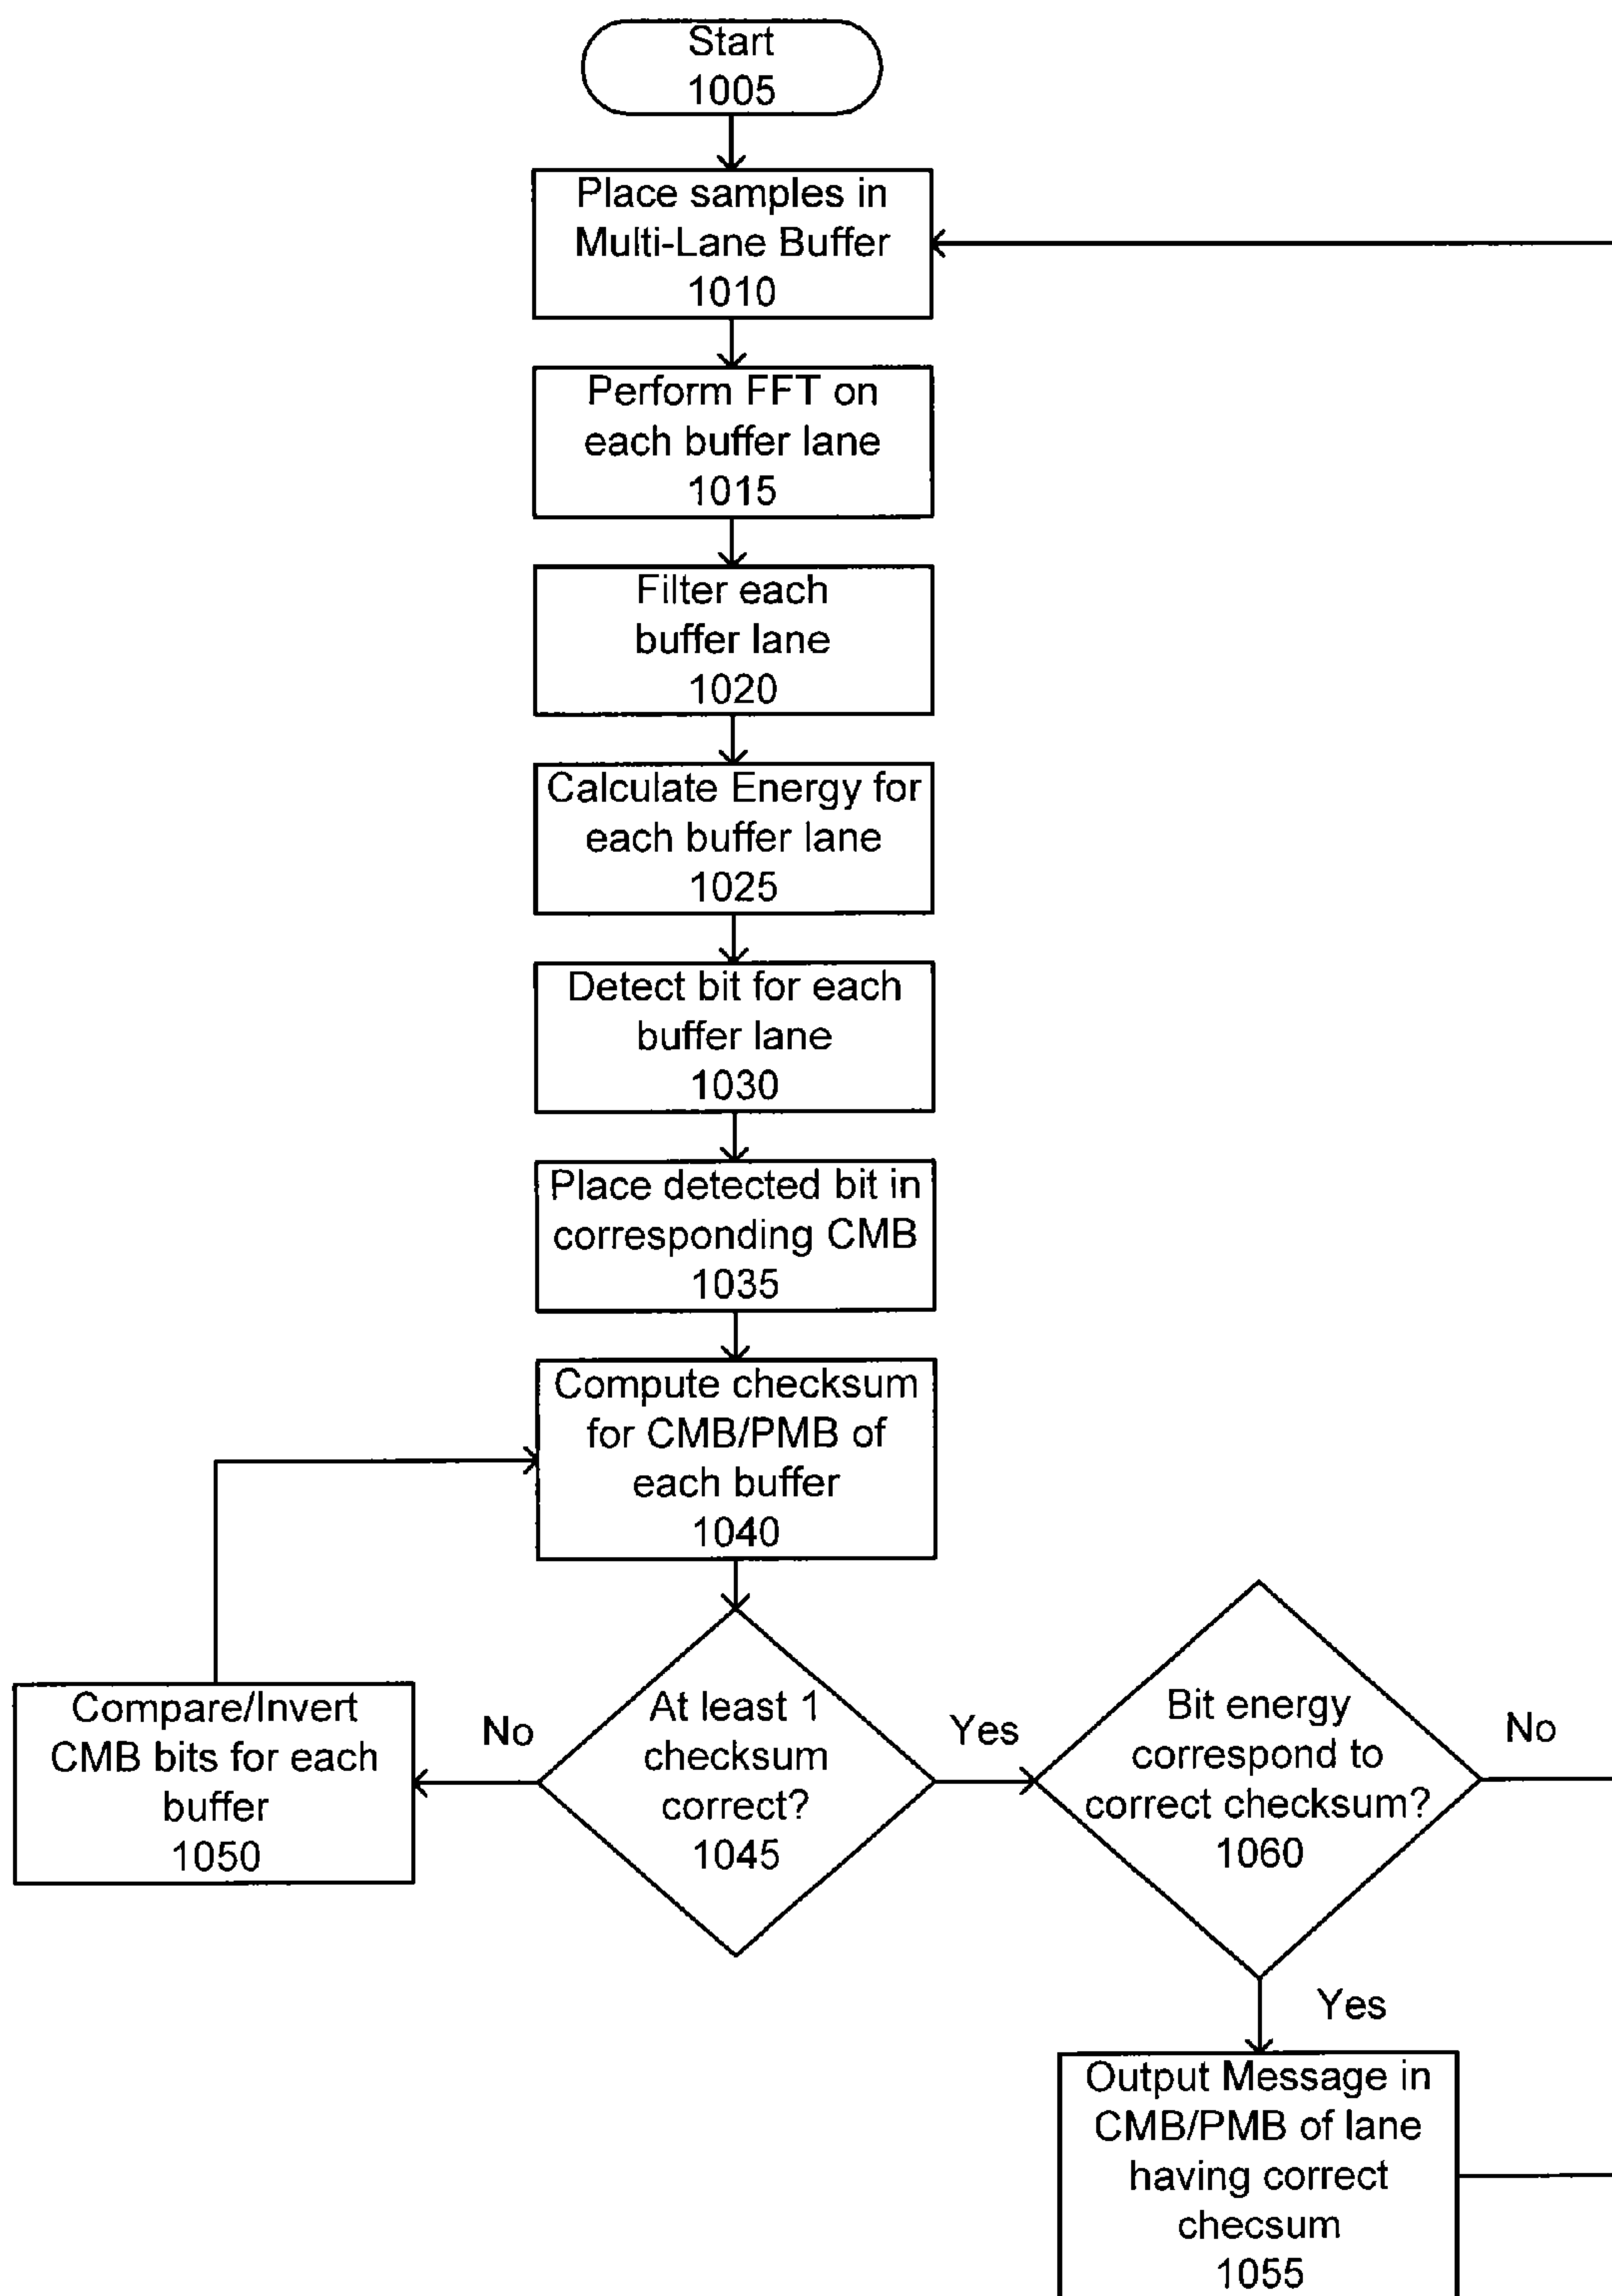 Start
1005
Place samples in
Multi-Lane Buffer
1010
Perform FFT on
each buffer lane
1015
Filter each
buffer lane
1020
Calculate Energy for
each buffer lane
1025
Detect bit for each
buffer lane
1030
Place detected bit in
corresponding CMB
1035
Compute checksum
for CMB/PMB of
each buffer
1040
At least 1
checksum
correct?
1045
No
Compare/Invert
CMB bits for each
buffer
1050
Yes
Bit energy
correspond to
correct checksum?
1060
No
Yes
Output Message in
CMB/PMB of lane
having correct
checsum
1055